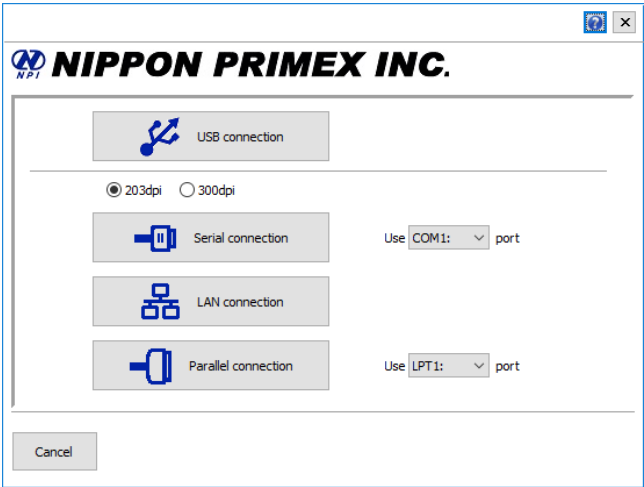 NPI NIPPON PRIMEX INC.
USB connection
203dpi 300dpi
Serial connection Use COM1: port
LAN connection
Parallel connection Use LPT1: port
Cancel